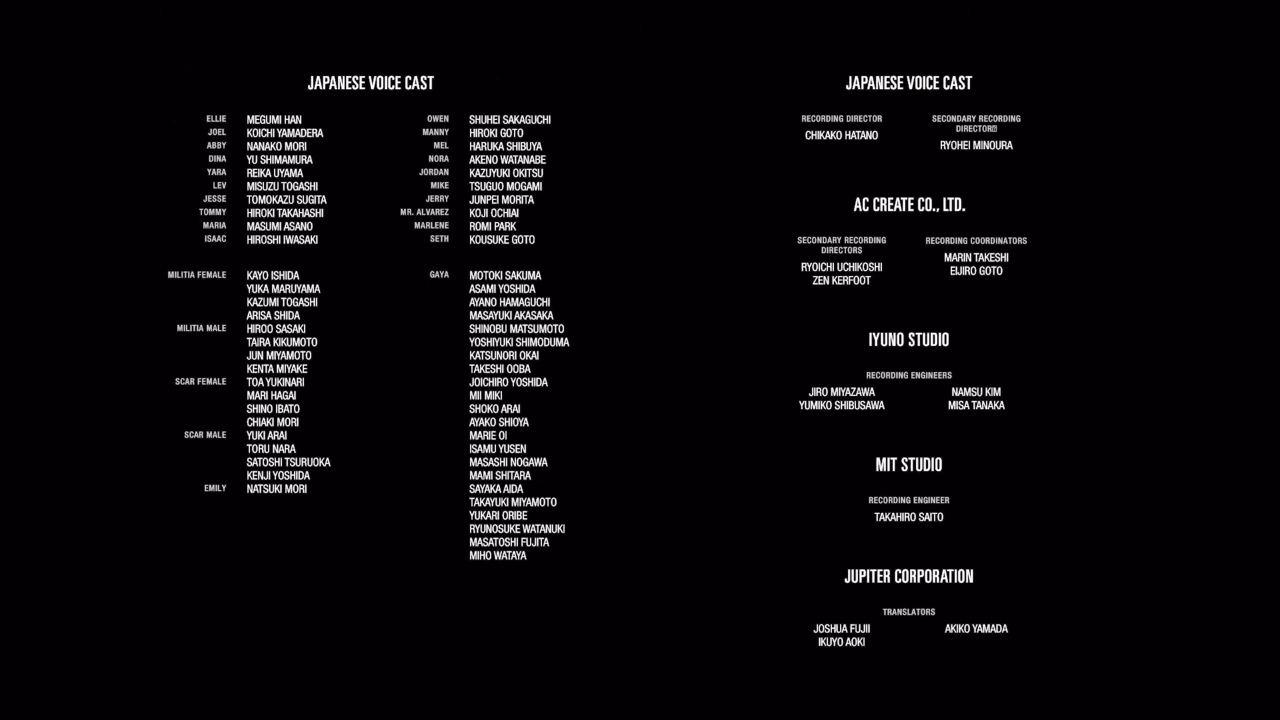 JAPANESE VOICE CAST
ELLIE MEGUMI HAN
JOEL KOICHI YAMADERA
ABBY NANAKO MORI
DINA YU SHIMAMURA
YARA REIKA UYAMA
LEV MISUZU TOGASHI
JESSE TOMOKAZU SUGITA
TOMMY HIROKI TAKAHASHI
MARIA MASUMI ASANO
ISAAC HIROSHI IWASAKI
OWEN SHUHEI SAKAGUCHI
MANNY HIROKI GOTO
MEL HARUKA SHIBUYA
NORA AKENO WATANABE
JORDAN KAZUYUKI OKITSU
MIKE TSUGUO MOGAMI
JERRY JUNPEI MORITA
MR. ALVAREZ KOJI OCHIAI
MARLENE ROMI PARK
SETH KOUSUKE GOTO
MILITIA FEMALE KAYO ISHIDA
YUKA MARUYAMA
KAZUMI TOGASHI
ARISA SHIDA
MILITIA MALE HIROO SASAKI
TAIRA KIKUMOTO
JUN MIYAMOTO
KENTA MIYAKE
SCAR FEMALE TOA YUKINARI
MARI HAGAI
SHINO IBATO
CHIAKI MORI
SCAR MALE YUKI ARAI
TORU NARA
SATOSHI TSURUOKA
KENJI YOSHIDA
EMILY NATSUKI MORI
GAYA MOTOKI SAKUMA
ASAMI YOSHIDA
AYANO HAMAGUCHI
MASAYUKI AKASAKA
SHINOBU MATSUMOTO
YOSHIYUKI SHIMODUMA
KATSUNORI OKAI
TAKESHI OOBA
JOICHIRO YOSHIDA
MII MIKI
SHOKO ARAI
AYAKO SHIOYA
MARIE OI
ISAMU YUSEN
MASASHI NOGAWA
MAMI SHITARA
SAYAKA AIDA
TAKAYUKI MIYAMOTO
YUKARI ORIBE
RYUNOSUKE WATANUKI
MASATOSHI FUJITA
MIHO WATAYA
JAPANESE VOICE CAST
RECORDING DIRECTOR
CHIKAKO HATANO
SECONDARY RECORDING
DIRECTOR
RYOHEI MINOURA
AC CREATE CO., LTD.
SECONDARY RECORDING
DIRECTORS
RYOICHI UCHIKOSHI
ZEN KERFOOT
RECORDING COORDINATORS
MARIN TAKESHI
EIJIRO GOTO
IYUNO STUDIO
RECORDING ENGINEERS
JIRO MIYAZAWA
YUMIKO SHIBUSAWA
NAMSU KIM
MISA TANAKA
MIT STUDIO
RECORDING ENGINEER
TAKAHIRO SAITO
JUPITER CORPORATION
TRANSLATORS
JOSHUA FUJII
IKUYO AOKI
AKIKO YAMADA